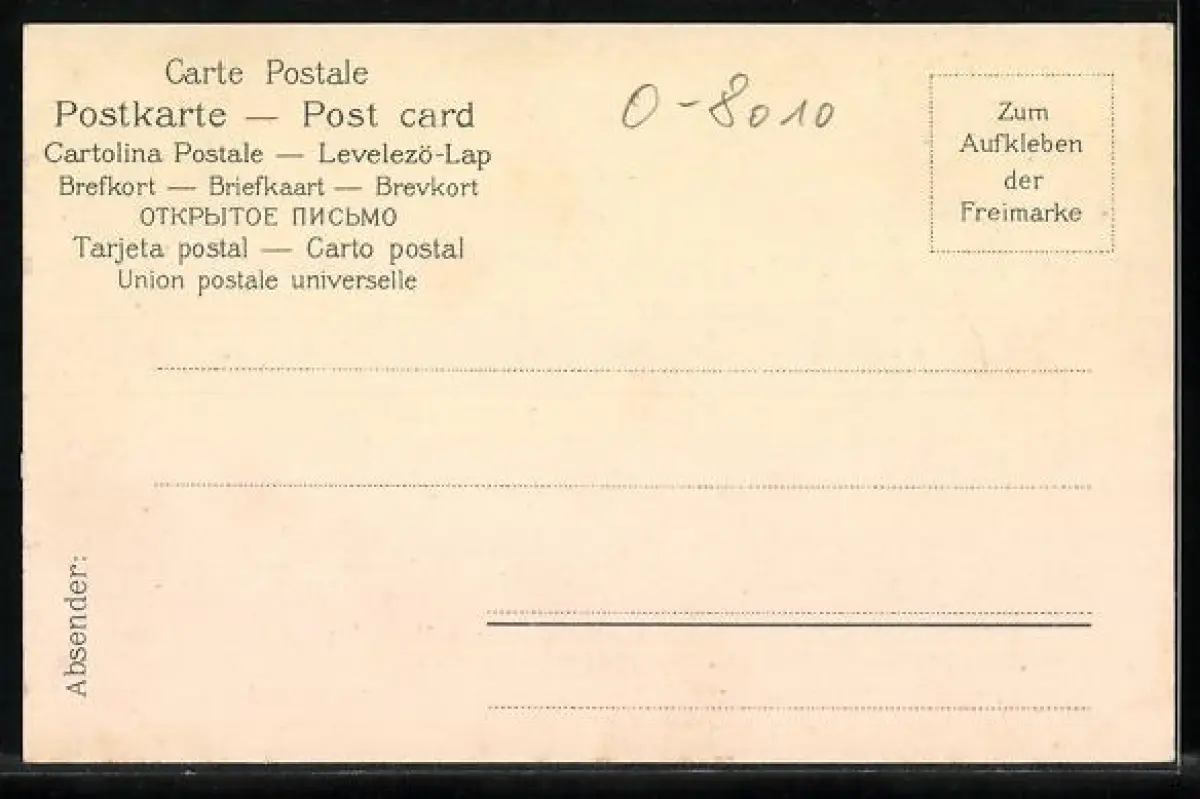 Carte Postale
Postkarte — Post card
Cartolina Postale — Levelezö-Lap
Brefkort — Briefkaart — Brevkort
ОТКРЫТОЕ ПИСЬМО
Tarjeta postal — Carto postal
Union postale universelle
O-8010
Zum
Aufkleben
der
Freimarke
Absender: